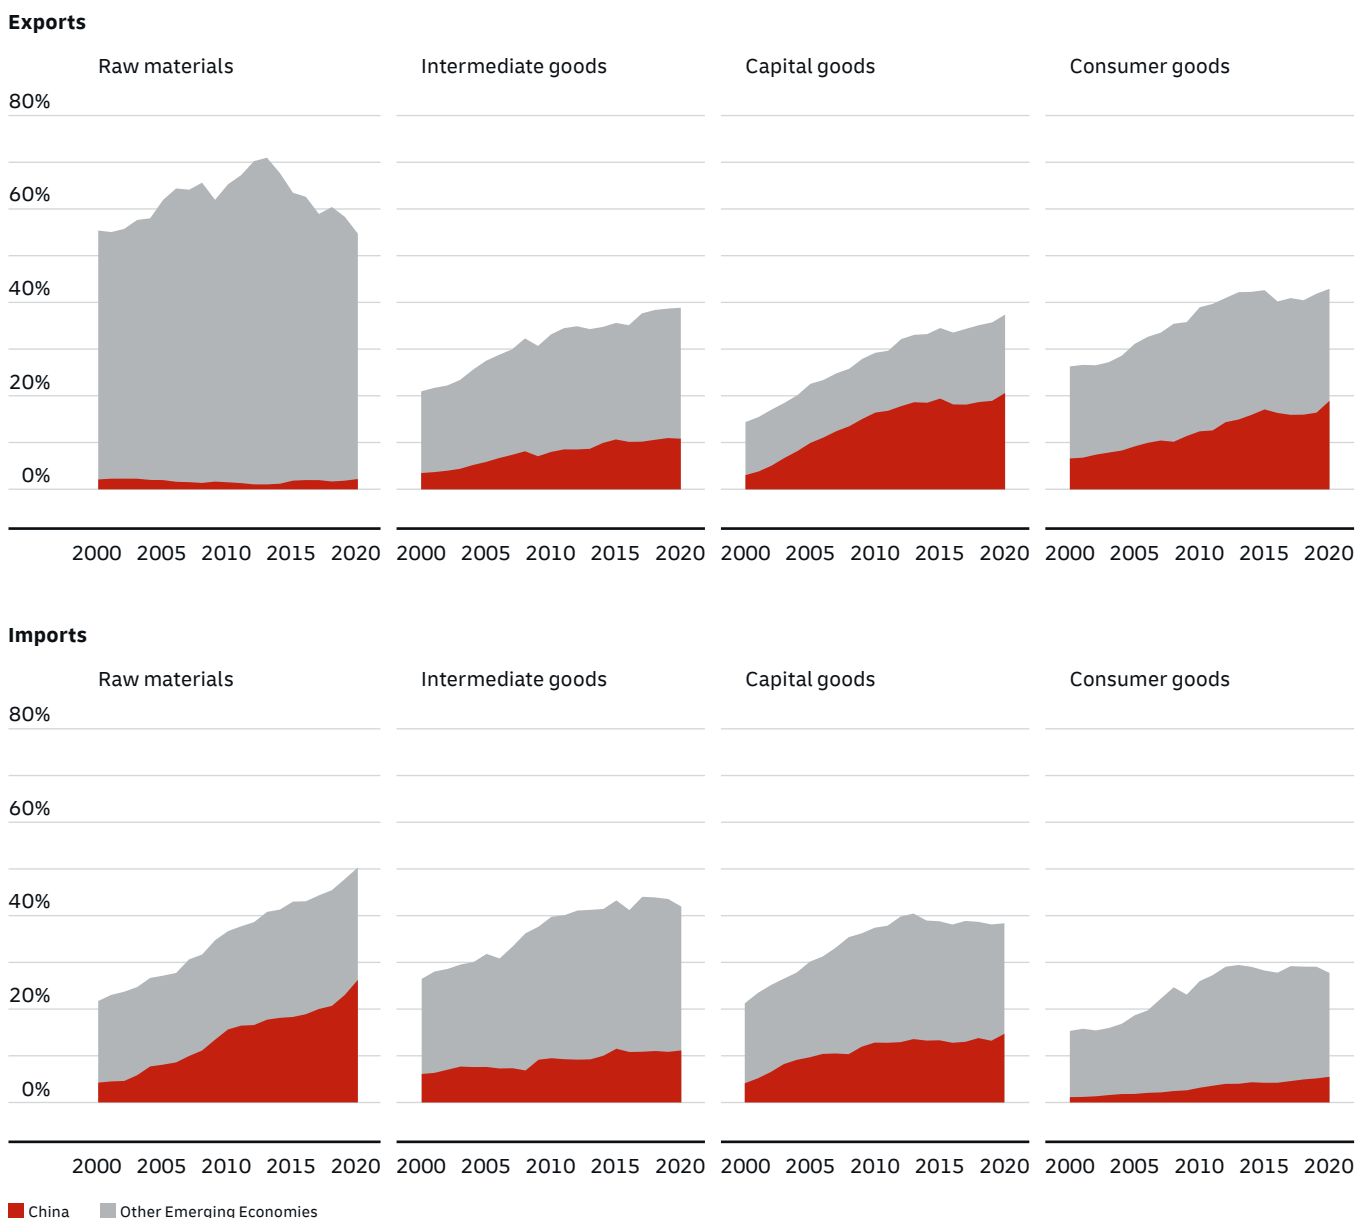 Exports
Raw materials Intermediate goods Capital goods Consumer goods
80%
60%
40%
20%
0%
2000 2005 2010 2015 2020 2000 2005 2010 2015 2020 2000 2005 2010 2015 2020 2000 2005 2010 2015 2020
Imports
Raw materials Intermediate goods Capital goods Consumer goods
80%
60%
40%
20%
0%
2000 2005 2010 2015 2020 2000 2005 2010 2015 2020 2000 2005 2010 2015 2020 2000 2005 2010 2015 2020
China Other Emerging Economies